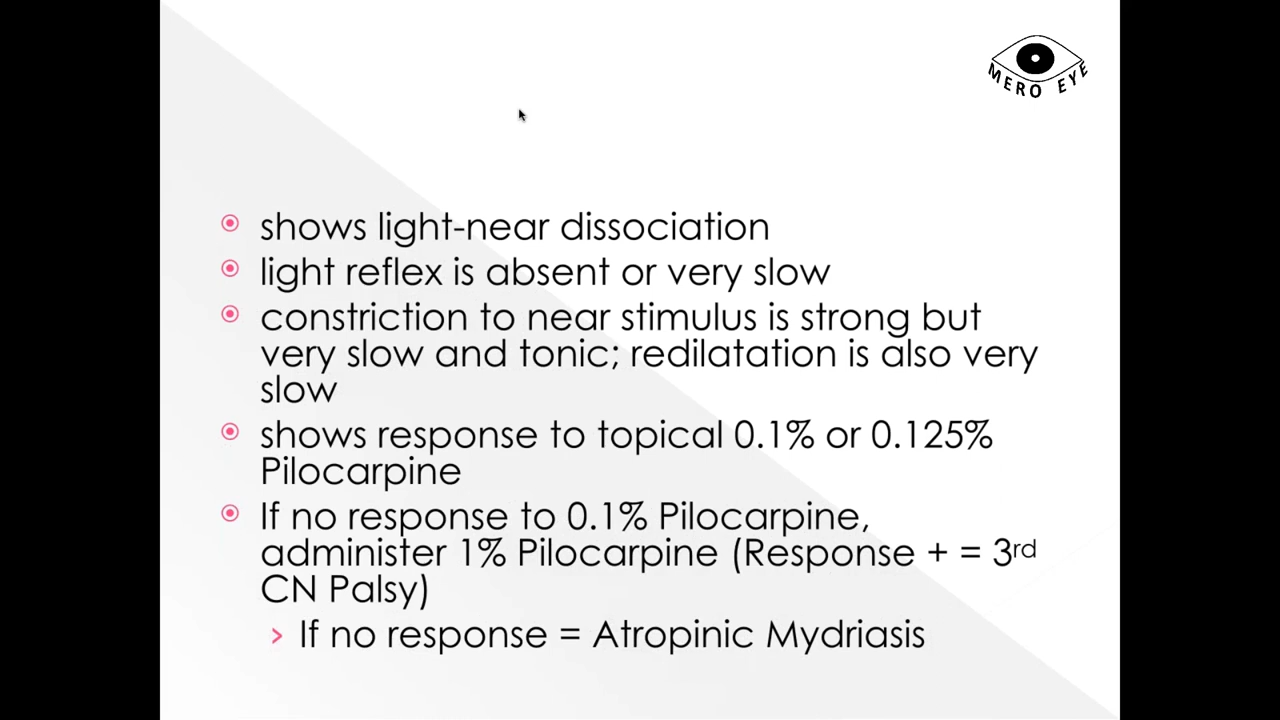 MERO EYE
shows light-near dissociation
light reflex is absent or very slow
constriction to near stimulus is strong but
very slow and tonic; redilatation is also very
slow
shows response to topical 0.1% or 0.125%
Pilocarpine
If no response to 0.1% Pilocarpine,
administer 1% Pilocarpine (Response + = 3rd
CN Palsy)
If no response = Atropinic Mydriasis